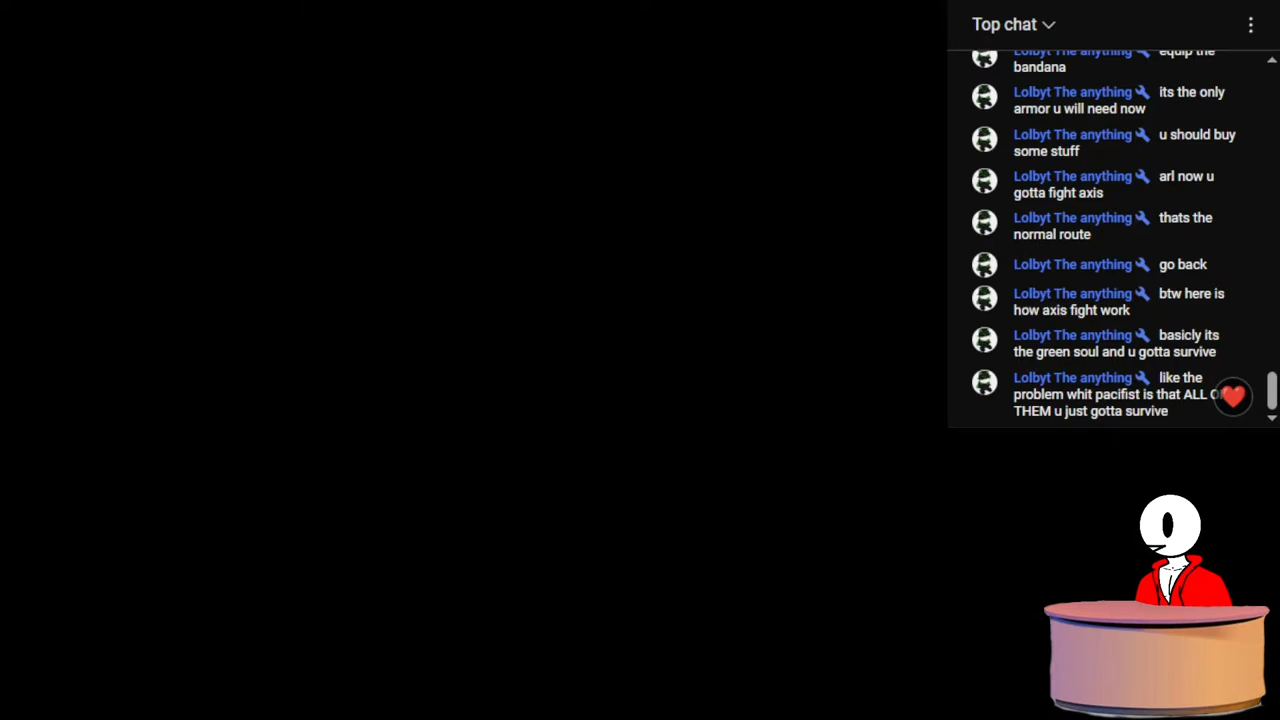 Top chat
Lolbyt The anything equip the
bandana
Lolbyt The anything its the only
armor u will need now
Lolbyt The anything u should buy
some stuff
Lolbyt The anything arl now u
gotta fight axis
Lolbyt The anything thats the
normal route
Lolbyt The anything go back
Lolbyt The anything btw here is
how axis fight work
Lolbyt The anything basicly its
the green soul and u gotta survive
Lolbyt The anything like the
problem whit pacifist is that ALL
THEM u just gotta survive